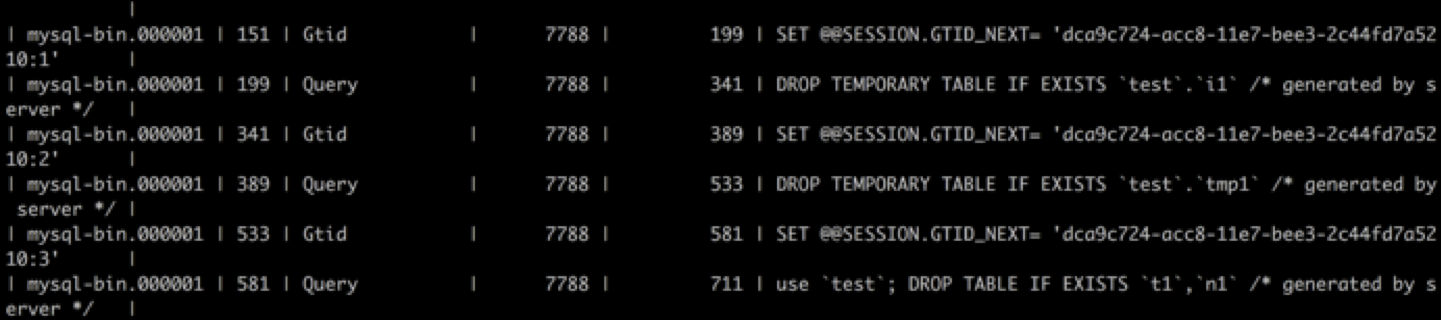 |
| mysql-bin.000001 | 151 | Gtid | 7788 | 199 | SET @@SESSION.GTID_NEXT= 'dca9c724-acc8-11e7-bee3-2c44fd7a52
10:1' |
| mysql-bin.000001 | 199 | Query | 7788 | 341 | DROP TEMPORARY TABLE IF EXISTS `test`.`i1` /* generated by s
erver */ |
| mysql-bin.000001 | 341 | Gtid | 7788 | 389 | SET @@SESSION.GTID_NEXT= 'dca9c724-acc8-11e7-bee3-2c44fd7a52
10:2' |
| mysql-bin.000001 | 389 | Query | 7788 | 533 | DROP TEMPORARY TABLE IF EXISTS `test`.`tmp1` /* generated by
server */ |
| mysql-bin.000001 | 533 | Gtid | 7788 | 581 | SET @@SESSION.GTID_NEXT= 'dca9c724-acc8-11e7-bee3-2c44fd7a52
10:3' |
| mysql-bin.000001 | 581 | Query | 7788 | 711 | use `test`; DROP TABLE IF EXISTS `t1`,`n1` /* generated by s
erver */ |